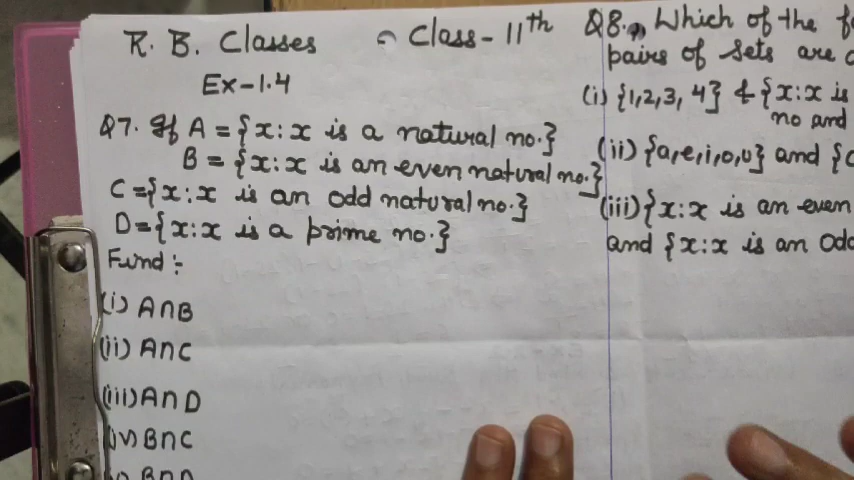 R. B. Classes
Class-11th
Ex-1.4
Q7. If A = {x:x is a natural no.}
B = {x:x is an even natural no.}
C={x:x is an odd natural no.}
D={x:x is a prime no.}
Find :-
(i) A∩B
(ii) A∩C
(iii) A∩D
(iv) B∩C
B∩D
Q8. Which of the
pairs of sets are
(i) {1,2,3,4} & {x:x is
no and
(ii) {a,e,i,o,u} and {
(iii) {x:x is an even
and {x:x is an